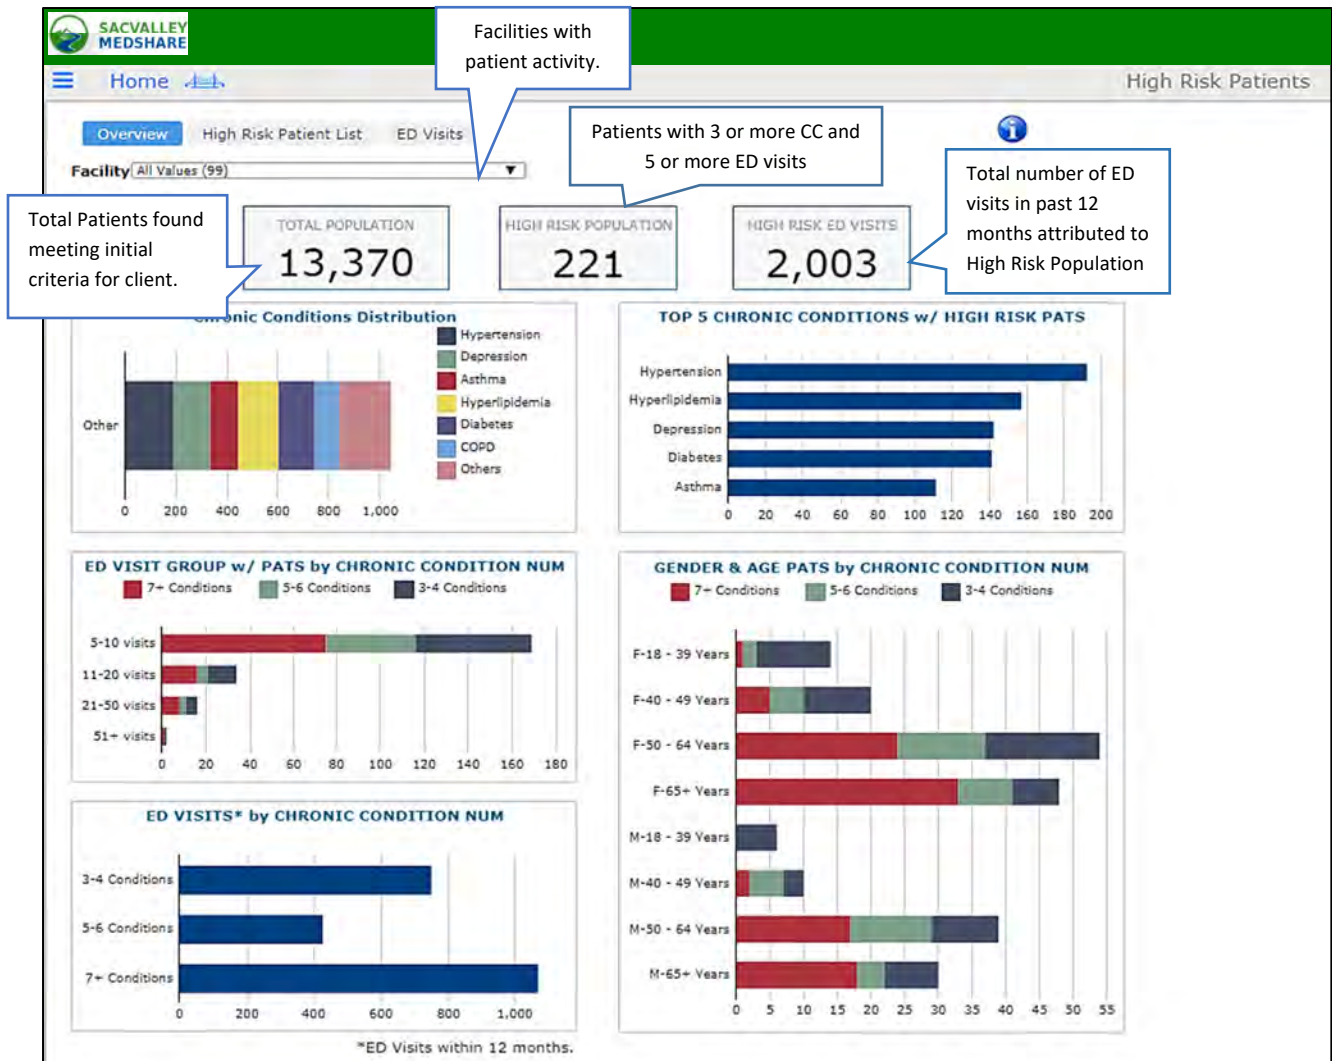 SACVALLEY
MEDSHARE
Facilities with
patient activity.
Home
High Risk Patients
Overview
High Risk Patient List
ED Visits
Patients with 3 or more CC and
5 or more ED visits
Facility
All Values (99)
Total number of ED
visits in past 12
months attributed to
High Risk Population
Total Patients found
meeting initial
criteria for client.
TOTAL POPULATION
13,370
HIGH RISK POPULATION
221
HIGH RISK ED VISITS
2,003
Chronic Conditions Distribution
Hypertension
Depression
Asthma
Hyperlipidemia
Diabetes
COPD
Others
Other
0 200 400 600 800 1,000
TOP 5 CHRONIC CONDITIONS w/ HIGH RISK PATS
Hypertension
Hyperlipidemia
Depression
Diabetes
Asthma
0 20 40 60 80 100 120 140 160 180 200
ED VISIT GROUP w/ PATS by CHRONIC CONDITION NUM
7+ Conditions 5-6 Conditions 3-4 Conditions
5-10 visits
11-20 visits
21-50 visits
51+ visits
0 20 40 60 80 100 120 140 160 180
GENDER & AGE PATS by CHRONIC CONDITION NUM
7+ Conditions 5-6 Conditions 3-4 Conditions
F-18 - 39 Years
F-40 - 49 Years
F-50 - 64 Years
F-65+ Years
M-18 - 39 Years
M-40 - 49 Years
M-50 - 64 Years
M-65+ Years
0 5 10 15 20 25 30 35 40 45 50 55
ED VISITS* by CHRONIC CONDITION NUM
3-4 Conditions
5-6 Conditions
7+ Conditions
0 200 400 600 800 1,000
*ED Visits within 12 months.